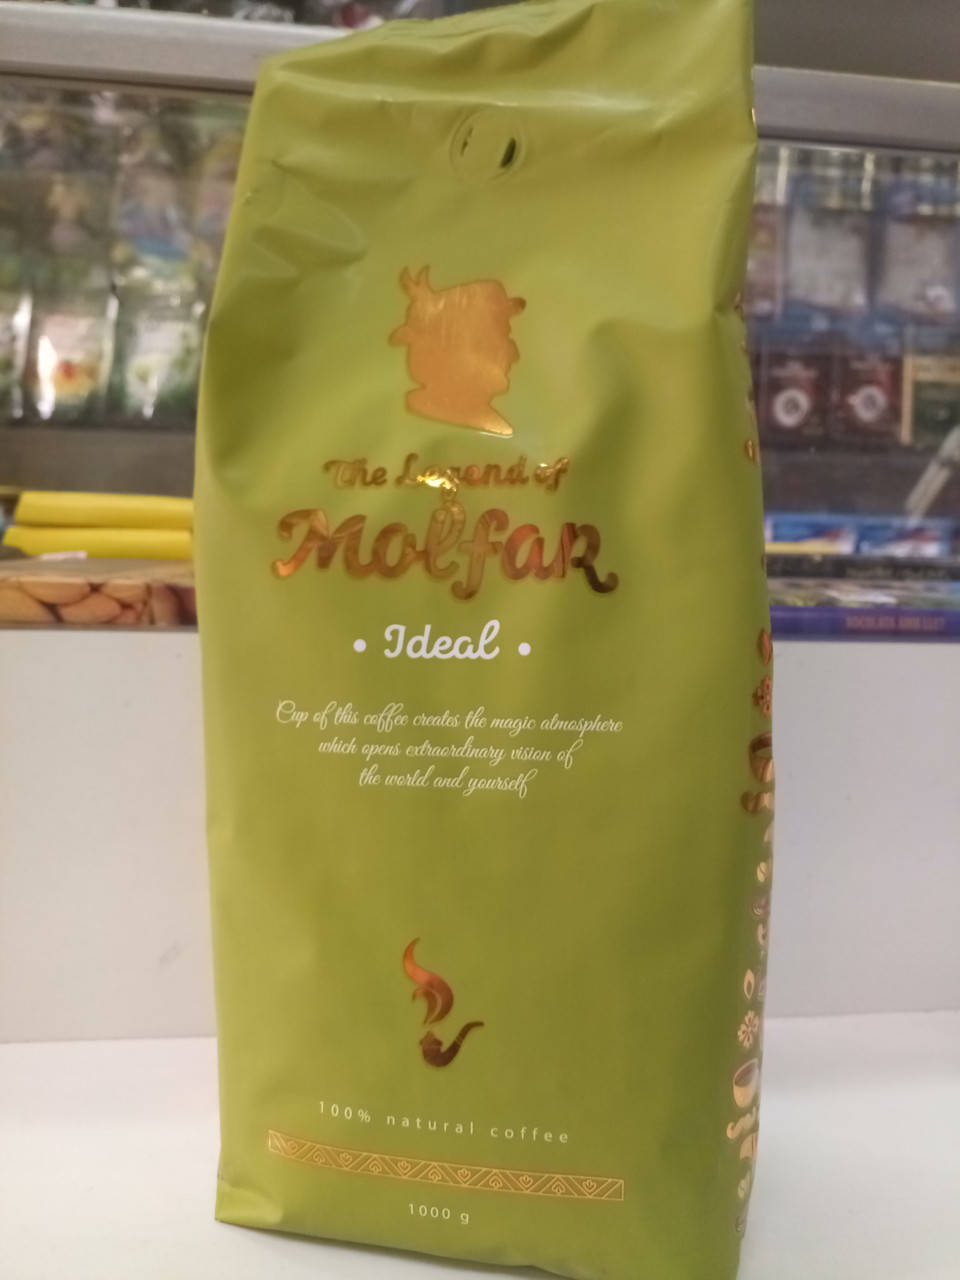 The Legend of
Molfar
• Ideal •
Cup of this coffee creates the magic atmosphere
which opens extraordinary vision of
the world and yourself
100% natural coffee
1000 g